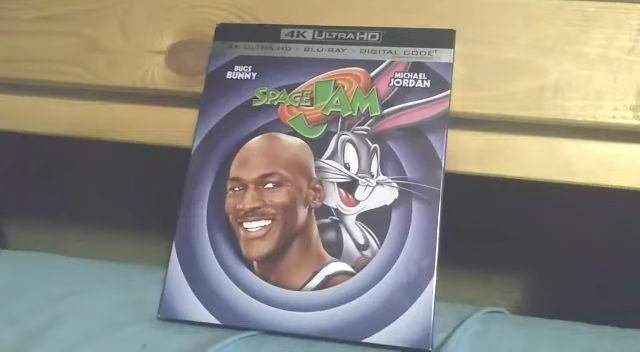 4K ULTRA HD
4K ULTRA HD · BLU-RAY · DIGITAL CODE
BUGS
BUNNY
MICHAEL
JORDAN
SPACE JAM